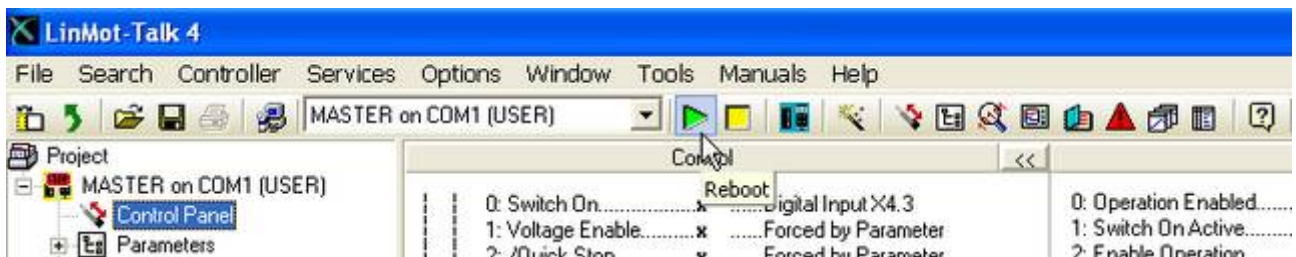 LinMot-Talk 4
File Search Controller Services Options Window Tools Manuals Help
MASTER on COM1 (USER)
Project
Control
<<
MASTER on COM1 (USER)
Control Panel
Parameters
Reboot
0: Switch On.................x ......Digital Input X4.3
1: Voltage Enable..........x ......Forced by Parameter
2: /Quick Stop x Forced by Parameter
0: Operation Enabled.......
1: Switch On Active.........
2: Enable Operation